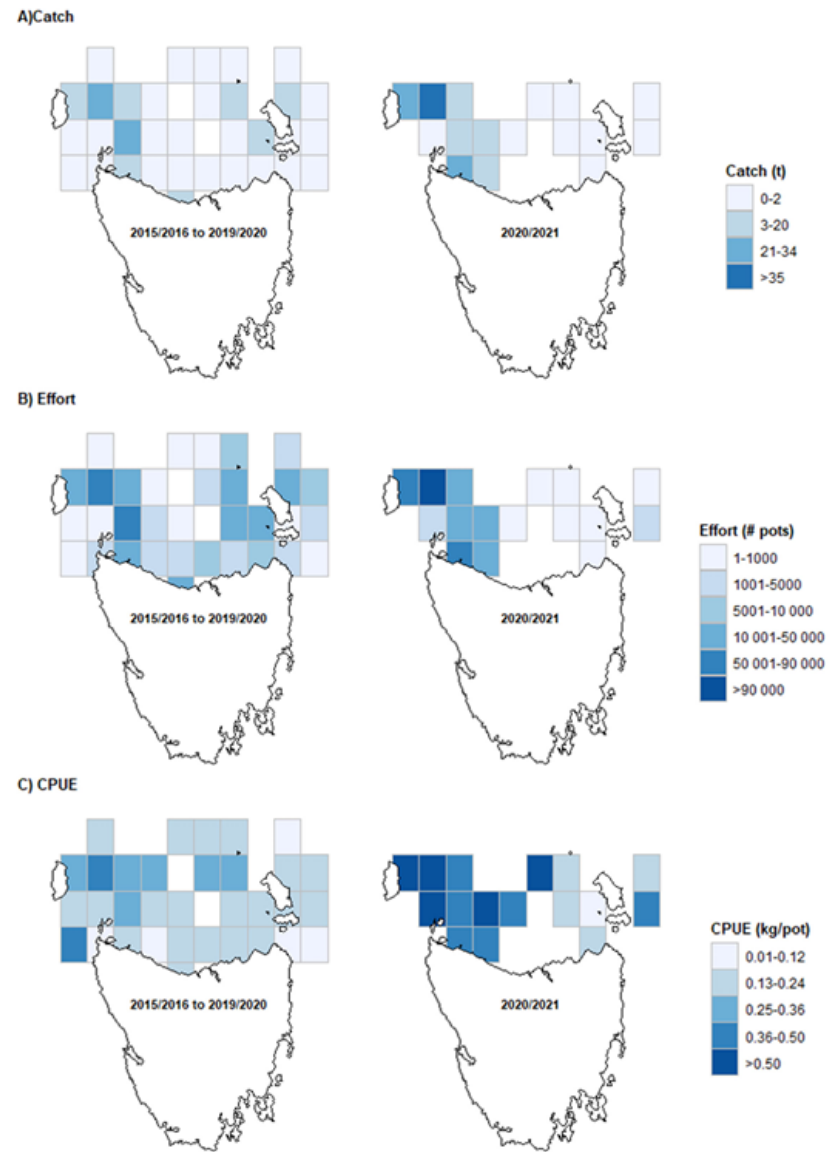 A)Catch
2015/2016 to 2019/2020
2020/2021
Catch (t)
0-2
3-20
21-34
>35
B) Effort
2015/2016 to 2019/2020
2020/2021
Effort (# pots)
1-1000
1001-5000
5001-10 000
10 001-50 000
50 001-90 000
>90 000
C) CPUE
2015/2016 to 2019/2020
2020/2021
CPUE (kg/pot)
0.01-0.12
0.13-0.24
0.25-0.36
0.36-0.50
>0.50